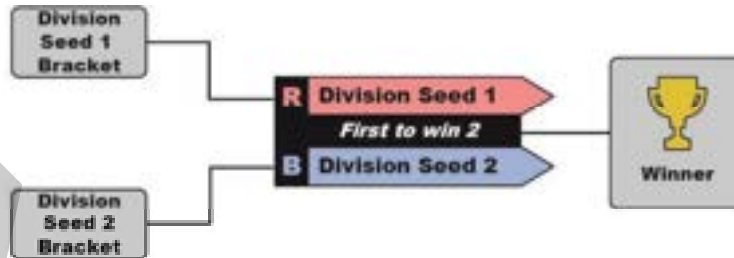 Division
Seed 1
Bracket
R Division Seed 1
First to win 2
B Division Seed 2
Winner
Division
Seed 2
Bracket